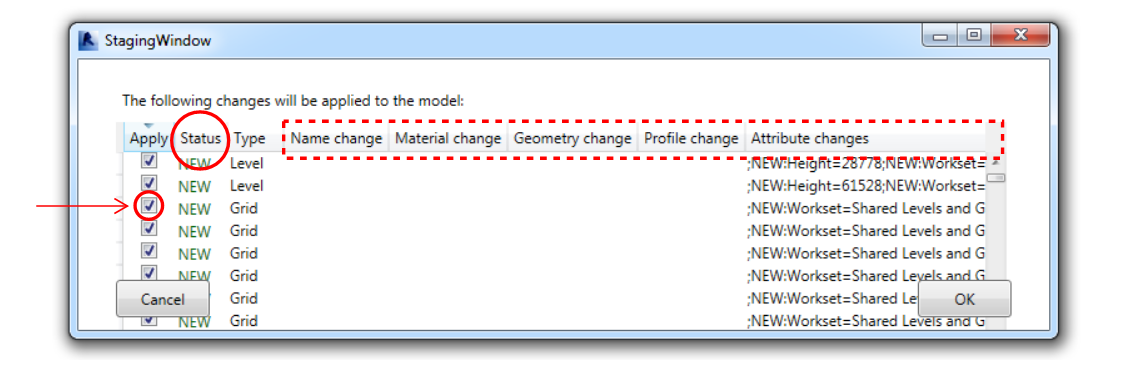 StagingWindow
The following changes will be applied to the model:
Apply Status Type Name change Material change Geometry change Profile change Attribute changes
NEW Level ;NEW:Height=28778;NEW:Workset=
NEW Level ;NEW:Height=61528;NEW:Workset=
NEW Grid ;NEW:Workset=Shared Levels and G
NEW Grid ;NEW:Workset=Shared Levels and G
NEW Grid ;NEW:Workset=Shared Levels and G
NEW Grid ;NEW:Workset=Shared Levels and G
Cancel Grid ;NEW:Workset=Shared Le OK
NEW Grid ;NEW:Workset=Shared Levels and G